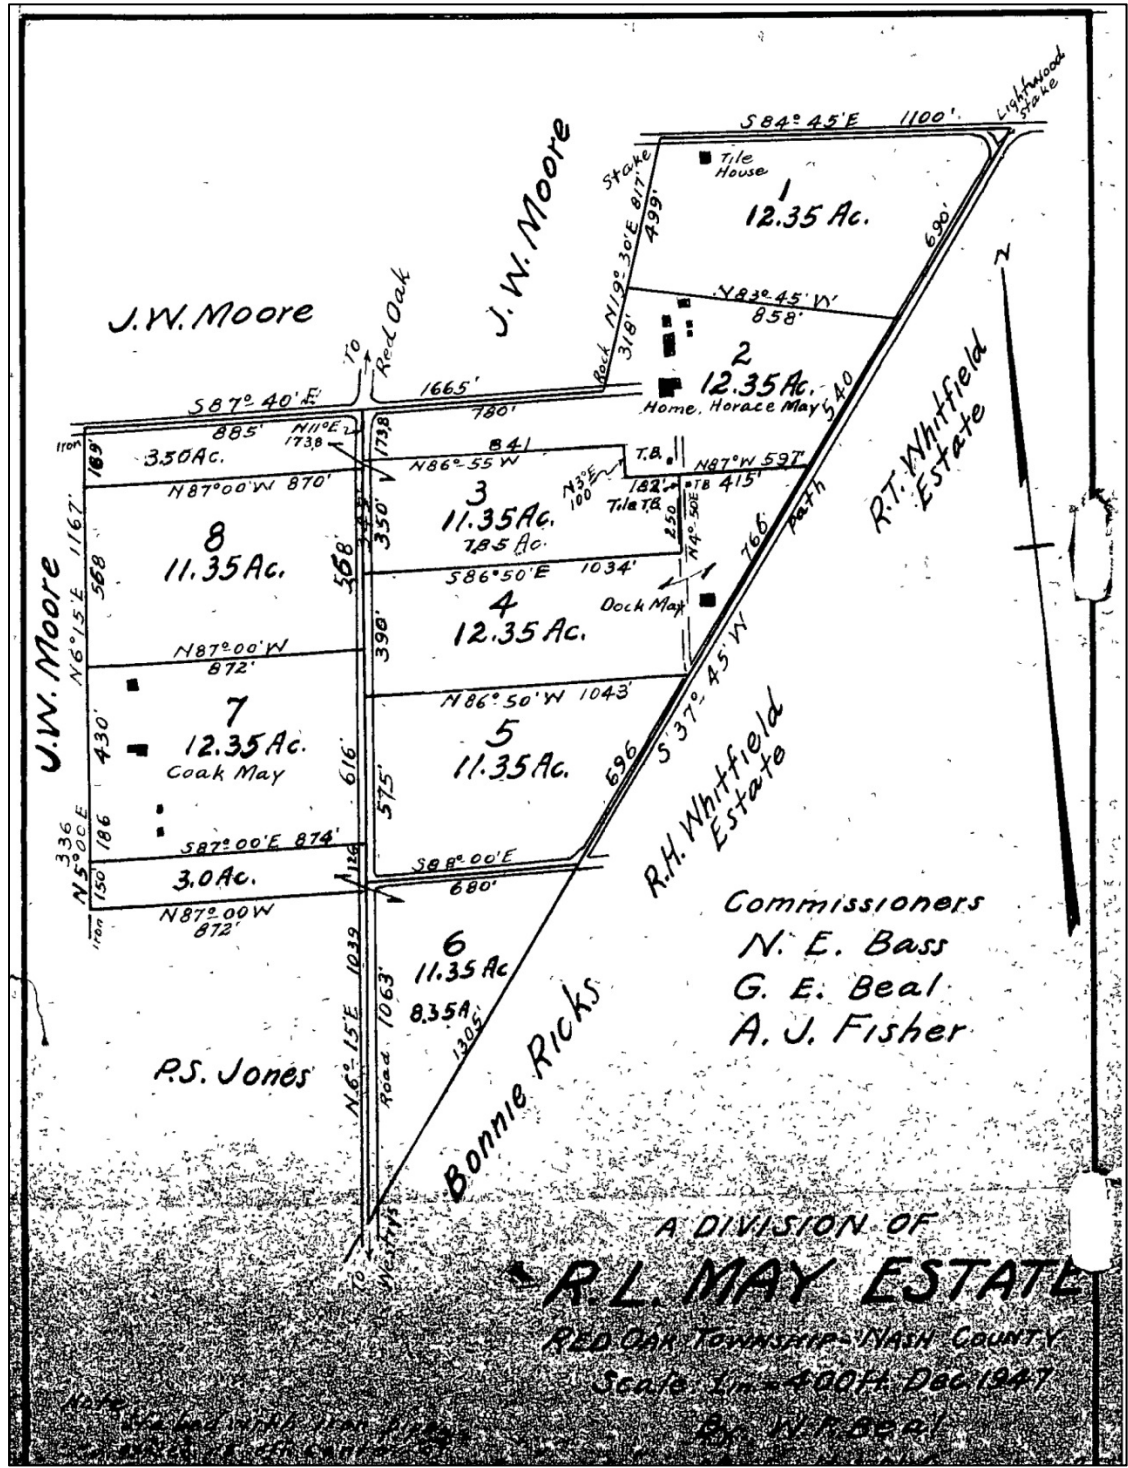 Lightwood
Stake
S 84° 45' E 1100'
Stake
Tile
House
1
12.35 Ac.
N 19° 30' E 817'
499'
690'
N
J.W. Moore
N 83° 45' W
858'
318'
Rock
2
12.35 Ac.
Home, Horace May
540
R.T. Whitfield
Estate
J.W. Moore
To
Red Oak
S 87° 40' E
1665'
885'
780'
N 11° E
173.8
173.8
Iron
169'
3.50 Ac.
841
N 86° 55 W
T.B.
N 87° W 597'
N 3° E
100
182'
TB 415'
Tile T.B.
N 87° 00' W 870'
345'
350'
3
11.35 Ac.
7.85 Ac.
250
N 4° 50 E
766'
Path
8
11.35 Ac.
568
568'
N 6° 15' E 1167'
J.W. Moore
S 86° 50' E 1034'
Dock May
4
12.35 Ac.
390'
N 87° 00' W
872'
N 86° 50' W 1043'
S 37° 45' W
R.H. Whitfield
Estate
7
12.35 Ac.
Coak May
430'
616'
5
11.35 Ac.
575'
696
186
336
N 5° 00 E
S 87° 00' E 874'
126
S 88° 00' E
680'
150'
3.0 Ac.
N 87° 00 W
872'
Iron
6
11.35 Ac
8.35 A
1305'
N 6° 15' E 1039
Road 1063'
P.S. Jones
Bonnie Ricks
Commissioners
N. E. Bass
G. E. Beal
A. J. Fisher
To
Westrys
A DIVISION OF
R.L. MAY ESTATE
RED OAK TOWNSHIP - NASH COUNTY
Scale: 1 in = 400 ft. Dec 1947
By: W.P. Beal
Note